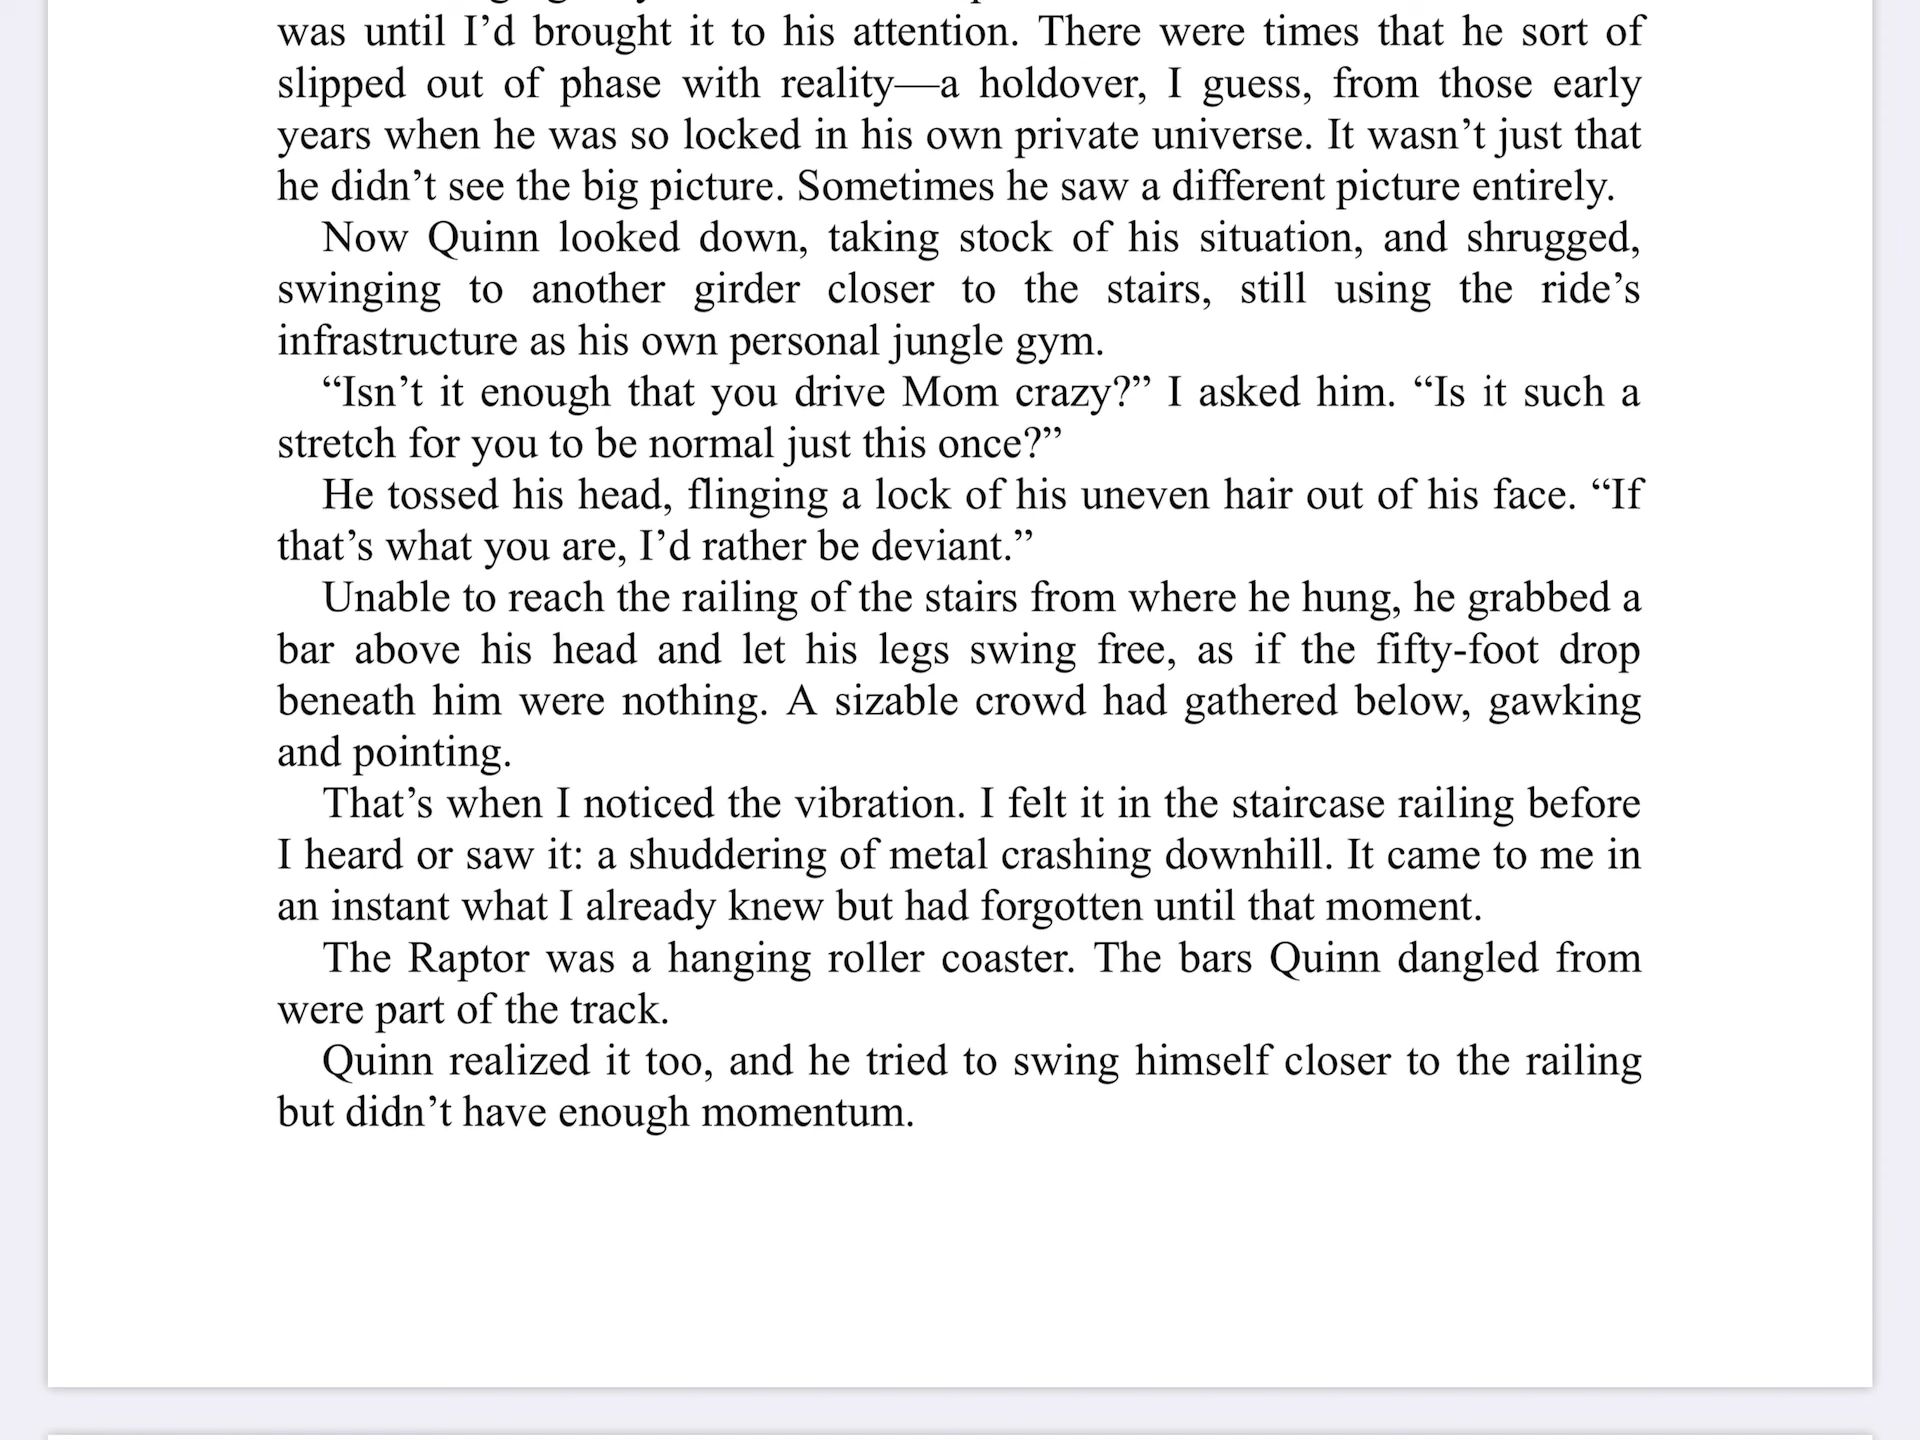 was until I’d brought it to his attention. There were times that he sort of
slipped out of phase with reality—a holdover, I guess, from those early
years when he was so locked in his own private universe. It wasn’t just that
he didn’t see the big picture. Sometimes he saw a different picture entirely.
Now Quinn looked down, taking stock of his situation, and shrugged,
swinging to another girder closer to the stairs, still using the ride’s
infrastructure as his own personal jungle gym.
“Isn’t it enough that you drive Mom crazy?” I asked him. “Is it such a
stretch for you to be normal just this once?”
He tossed his head, flinging a lock of his uneven hair out of his face. “If
that’s what you are, I’d rather be deviant.”
Unable to reach the railing of the stairs from where he hung, he grabbed a
bar above his head and let his legs swing free, as if the fifty-foot drop
beneath him were nothing. A sizable crowd had gathered below, gawking
and pointing.
That’s when I noticed the vibration. I felt it in the staircase railing before
I heard or saw it: a shuddering of metal crashing downhill. It came to me in
an instant what I already knew but had forgotten until that moment.
The Raptor was a hanging roller coaster. The bars Quinn dangled from
were part of the track.
Quinn realized it too, and he tried to swing himself closer to the railing
but didn’t have enough momentum.